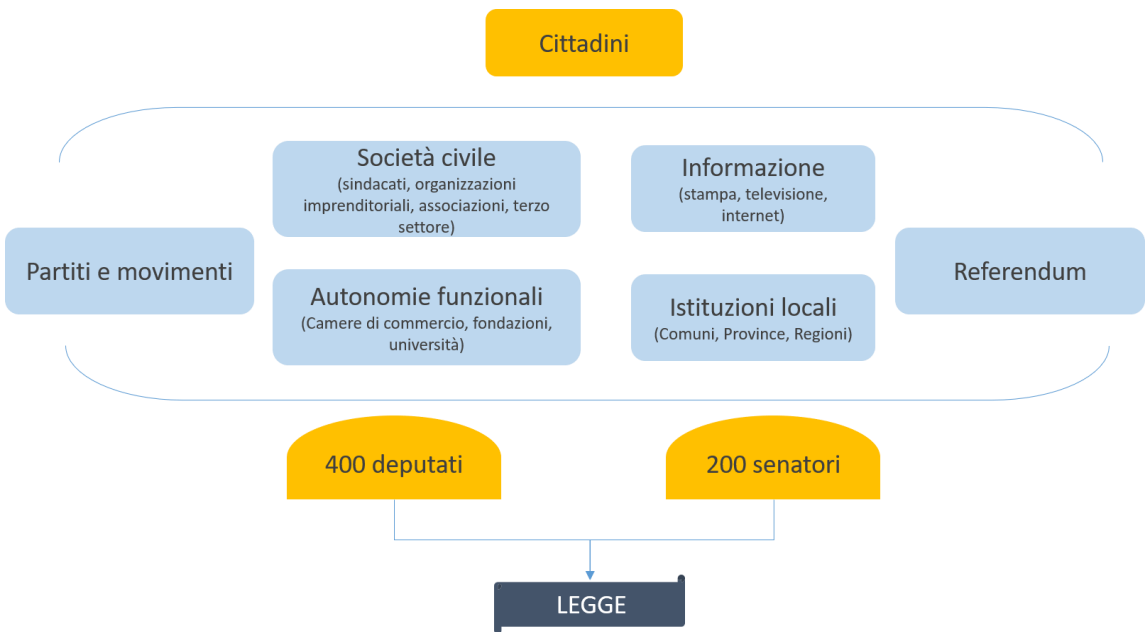 Cittadini
Società civile
(sindacati, organizzazioni
imprenditoriali, associazioni, terzo
settore)
Informazione
(stampa, televisione,
internet)
Partiti e movimenti
Referendum
Autonomie funzionali
(Camere di commercio, fondazioni,
università)
Istituzioni locali
(Comuni, Province, Regioni)
400 deputati
200 senatori
LEGGE